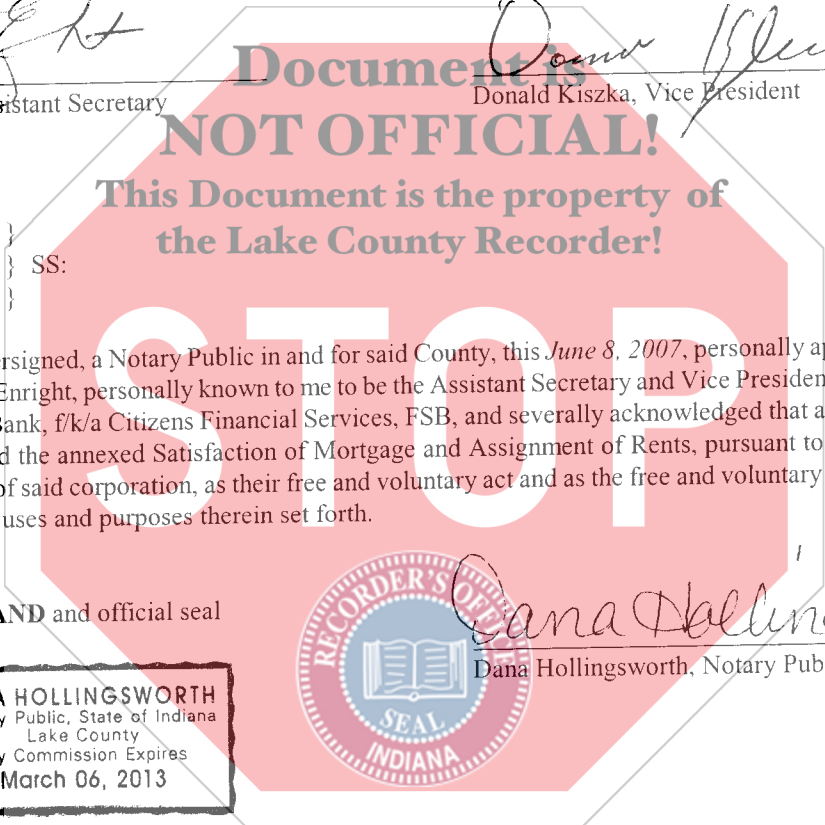 Document is
istant Secretary
Donald Kiszka, Vice President
NOT OFFICIAL!
This Document is the property of
the Lake County Recorder!
}
} SS:
}
STOP
rsigned, a Notary Public in and for said County, this June 8, 2007, personally ap
Enright, personally known to me to be the Assistant Secretary and Vice Presiden
Bank, f/k/a Citizens Financial Services, FSB, and severally acknowledged that a
d the annexed Satisfaction of Mortgage and Assignment of Rents, pursuant to
of said corporation, as their free and voluntary act and as the free and voluntary
uses and purposes therein set forth.
AND and official seal
RECORDER'S OFFICE
SEAL
INDIANA
Dana Hollin
Dana Hollingsworth, Notary Pub
A HOLLINGSWORTH
y Public, State of Indiana
Lake County
y Commission Expires
March 06, 2013